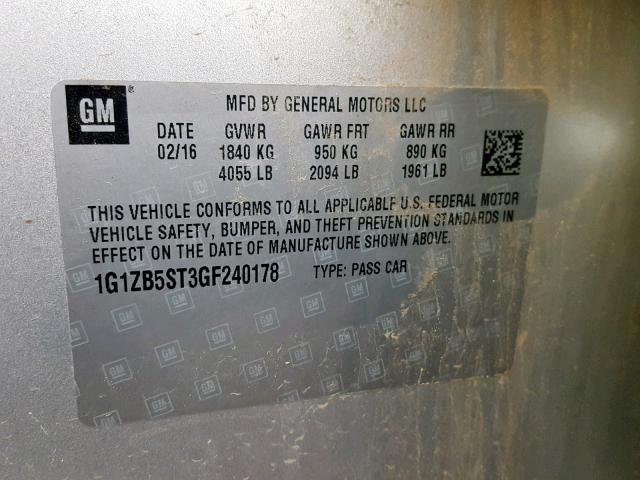 GM ®
MFD BY GENERAL MOTORS LLC
DATE GVWR GAWR FRT GAWR RR
02/16 1840 KG 950 KG 890 KG
4055 LB 2094 LB 1961 LB
THIS VEHICLE CONFORMS TO ALL APPLICABLE U.S. FEDERAL MOTOR
VEHICLE SAFETY, BUMPER, AND THEFT PREVENTION STANDARDS IN
EFFECT ON THE DATE OF MANUFACTURE SHOWN ABOVE.
1G1ZB5ST3GF240178 TYPE: PASS CAR